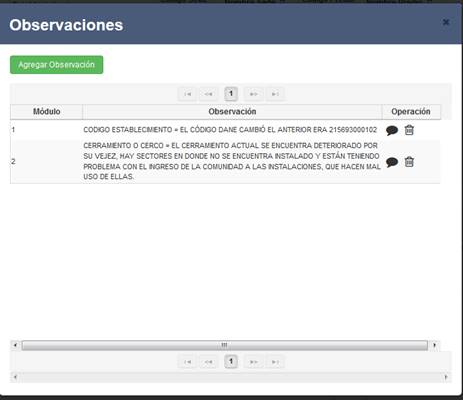 Observaciones
Agregar Observación
1
Módulo Observación Operación
1 CODIGO ESTABLECIMIENTO = EL CÓDIGO DANE CAMBIÓ EL ANTERIOR ERA 215693000102
2 CERRAMIENTO O CERCO = EL CERRAMIENTO ACTUAL SE ENCUENTRA DETERIORADO POR
SU VEJEZ, HAY SECTORES EN DONDE NO SE ENCUENTRA INSTALADO Y ESTÁN TENIENDO
PROBLEMA CON EL INGRESO DE LA COMUNIDAD A LAS INSTALACIONES, QUE HACEN MAL
USO DE ELLAS.
1